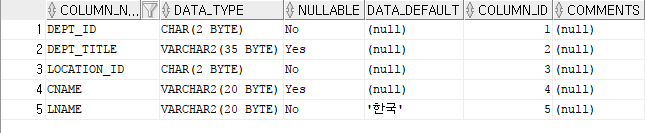 COLUMN_N... DATA_TYPE NULLABLE DATA_DEFAULT COLUMN_ID COMMENTS
1 DEPT_ID CHAR(2 BYTE) No (null) 1 (null)
2 DEPT_TITLE VARCHAR2(35 BYTE) Yes (null) 2 (null)
3 LOCATION_ID CHAR(2 BYTE) No (null) 3 (null)
4 CNAME VARCHAR2(20 BYTE) Yes (null) 4 (null)
5 LNAME VARCHAR2(20 BYTE) No '한국' 5 (null)